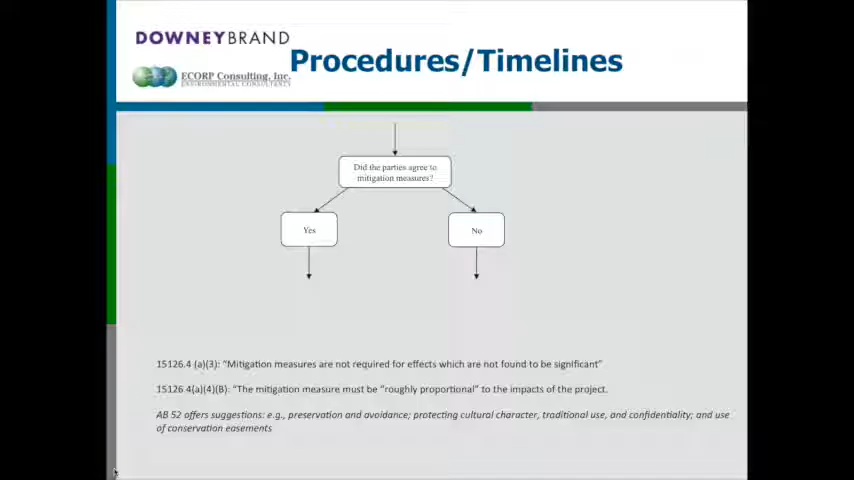 DOWNEYBRAND
ECORP Consulting, Inc.
ENVIRONMENTAL CONSULTANTS
Procedures/Timelines
Did the parties agree to
mitigation measures?
Yes
No
15126.4 (a)(3): “Mitigation measures are not required for effects which are not found to be significant”
15126 4(a)(4)(B): “The mitigation measure must be “roughly proportional” to the impacts of the project.
AB 52 offers suggestions: e.g., preservation and avoidance; protecting cultural character, traditional use, and confidentiality; and use
of conservation easements